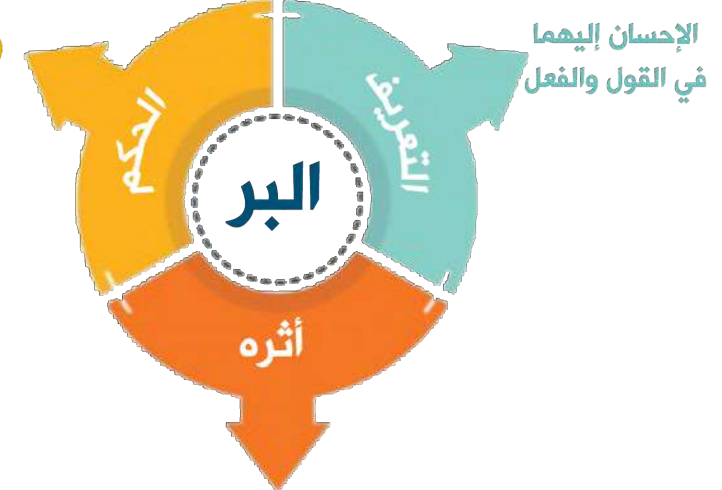 الإحسان إليهما
في القول والفعل
التعريف
الحكم
البر
أثره